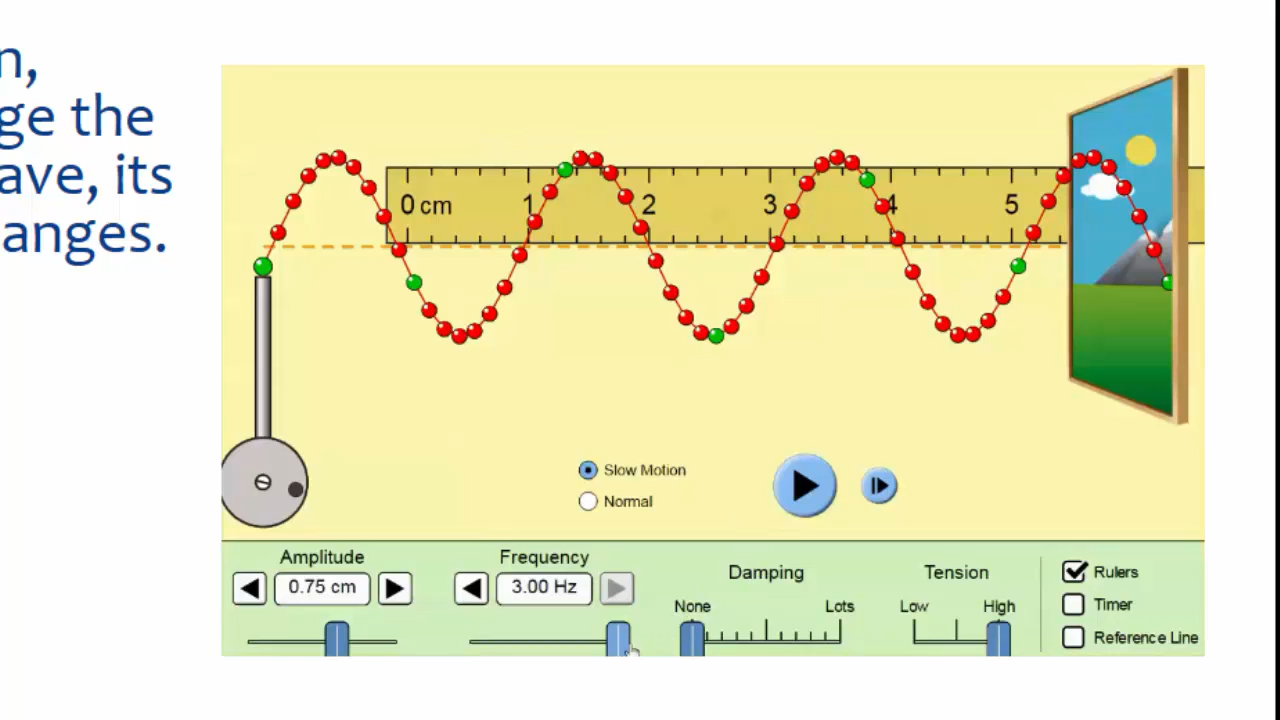 n,
ge the
ave, its
anges.
0 cm 1 2 3 4 5
Slow Motion
Normal
Amplitude
0.75 cm
Frequency
3.00 Hz
Damping
None Lots
Tension
Low High
Rulers
Timer
Reference Line